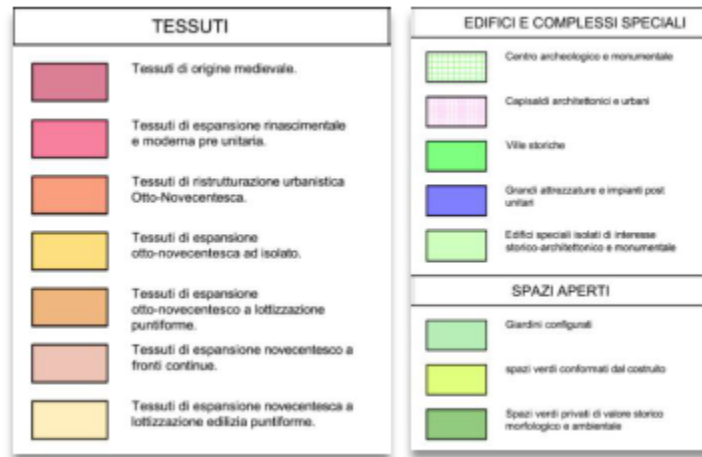 TESSUTI
Tessuti di origine medievale.
Tessuti di espansione rinascimentale
e moderna pre unitaria.
Tessuti di ristrutturazione urbanistica
Otto-Novecentesca.
Tessuti di espansione
otto-novecentesca ad isolato.
Tessuti di espansione
otto-novecentesco a lottizzazione
puntiforme.
Tessuti di espansione novecentesco a
fronti continue.
Tessuti di espansione novecentesca a
lottizzazione edilizia puntiforme.
EDIFICI E COMPLESSI SPECIALI
Centro archeologico e monumentale
Capisaldi architettonici e urbani
Ville storiche
Grandi attrezzature e impianti post
unitari
Edifici speciali isolati di interesse
storico-architettonico e monumentale
SPAZI APERTI
Giardini configurati
spazi verdi conformati dal costruito
Spazi verdi privati di valore storico
morfologico e ambientale